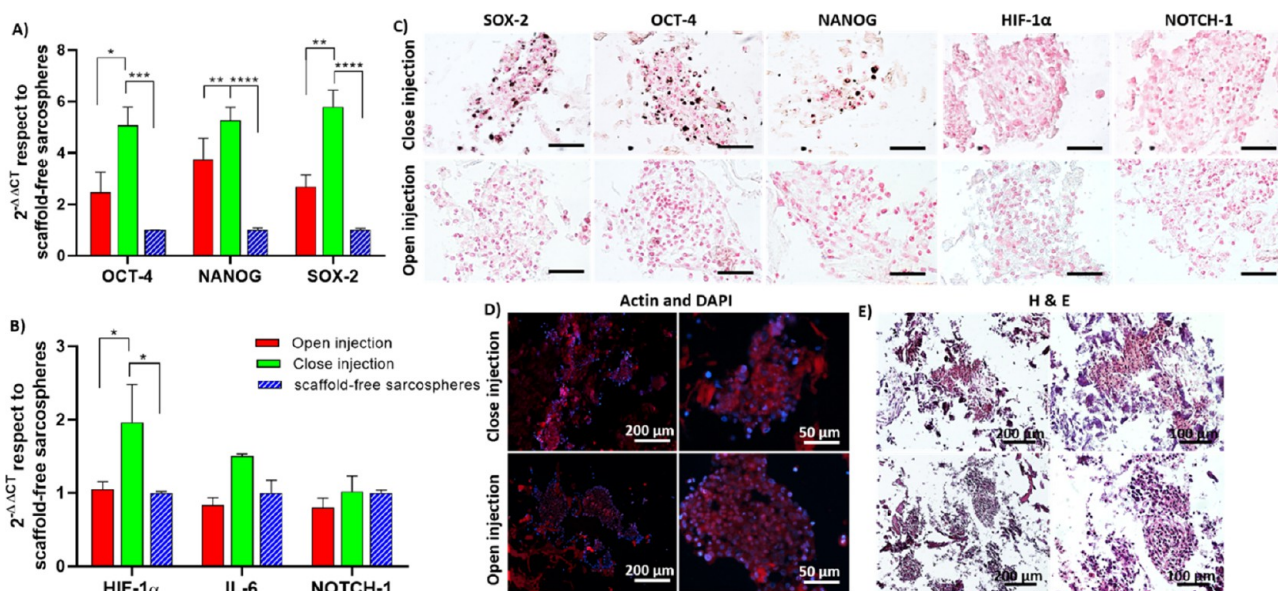 A)
2-ΔΔCT respect to
scaffold-free sarcospheres
8
6
4
2
0
*
***
** ****
**
****
OCT-4 NANOG SOX-2
B)
2-ΔΔCT respect to
scaffold-free sarcospheres
3
2
1
0
*
*
Open injection
Close injection
scaffold-free sarcospheres
HIF-1α IL-6 NOTCH-1
C)
SOX-2 OCT-4 NANOG HIF-1α NOTCH-1
Close injection
Open injection
D)
Actin and DAPI
Close injection
Open injection
200 µm 50 µm
200 µm 50 µm
E)
H & E
200 µm 100 µm
200 µm 100 µm